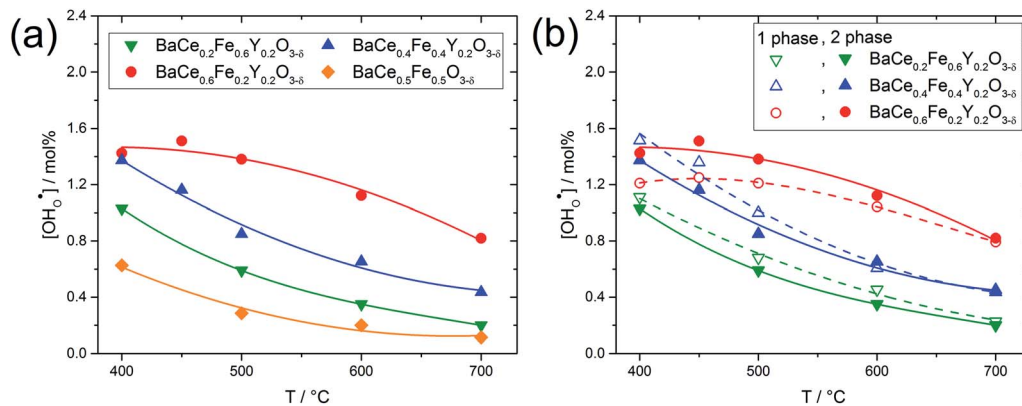 (a)
BaCe₀.₂Fe₀.₆Y₀.₂O₃₋δ BaCe₀.₄Fe₀.₄Y₀.₂O₃₋δ
BaCe₀.₆Fe₀.₂Y₀.₂O₃₋δ BaCe₀.₅Fe₀.₅O₃₋δ
[OH_O^•] / mol%
2.4
2.0
1.6
1.2
0.8
0.4
0.0
400 500 600 700
T / °C
(b)
1 phase , 2 phase
, BaCe₀.₂Fe₀.₆Y₀.₂O₃₋δ
, BaCe₀.₄Fe₀.₄Y₀.₂O₃₋δ
, BaCe₀.₆Fe₀.₂Y₀.₂O₃₋δ
[OH_O^•] / mol%
2.4
2.0
1.6
1.2
0.8
0.4
0.0
400 500 600 700
T / °C